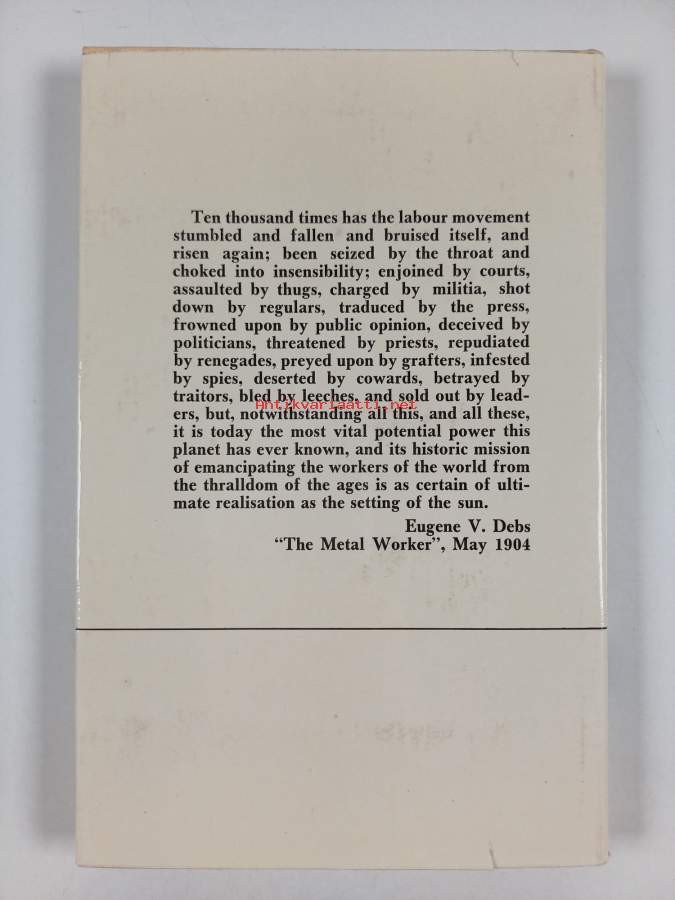 Ten thousand times has the labour movement
stumbled and fallen and bruised itself, and
risen again; been seized by the throat and
choked into insensibility; enjoined by courts,
assaulted by thugs, charged by militia, shot
down by regulars, traduced by the press,
frowned upon by public opinion, deceived by
politicians, threatened by priests, repudiated
by renegades, preyed upon by grafters, infested
by spies, deserted by cowards, betrayed by
traitors, bled by leeches, and sold out by lead-
Antikvariaatti.net
ers, but, notwithstanding all this, and all these,
it is today the most vital potential power this
planet has ever known, and its historic mission
of emancipating the workers of the world from
the thralldom of the ages is as certain of ulti-
mate realisation as the setting of the sun.
Eugene V. Debs
“The Metal Worker”, May 1904